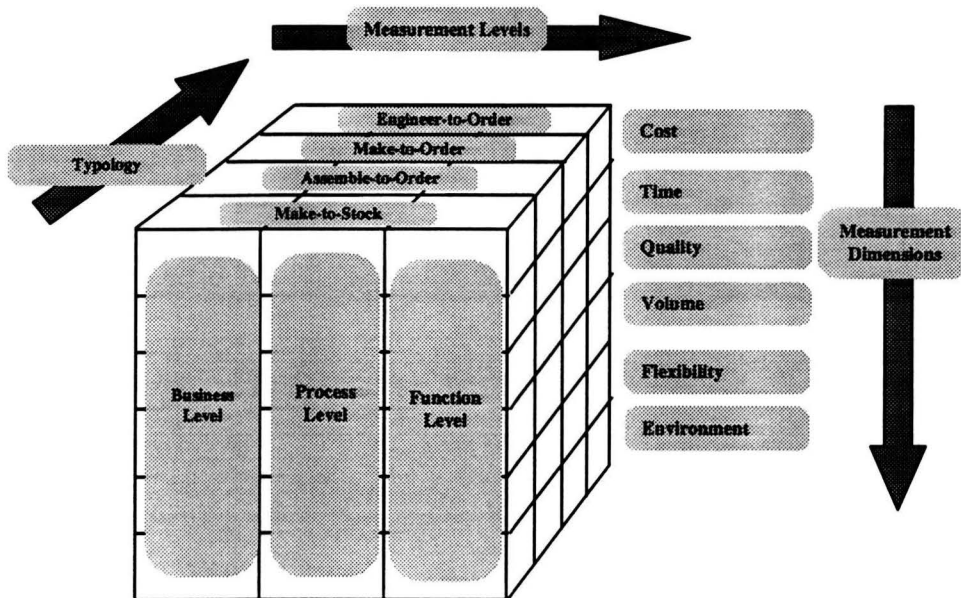 Measurement Levels
Typology
Engineer-to-Order
Make-to-Order
Assemble-to-Order
Make-to-Stock
Business
Level
Process
Level
Function
Level
Cost
Time
Quality
Volume
Flexibility
Environment
Measurement
Dimensions